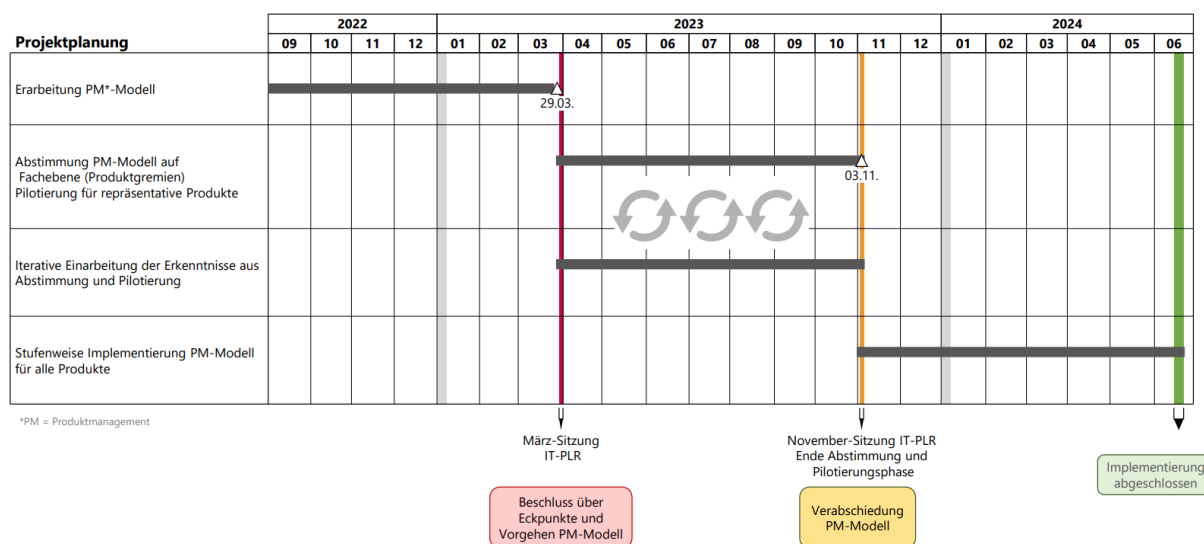 2022 2023 2024
Projektplanung 09 10 11 12 01 02 03 04 05 06 07 08 09 10 11 12 01 02 03 04 05 06
Erarbeitung PM*-Modell
29.03.
Abstimmung PM-Modell auf
Fachebene (Produktgremien)
Pilotierung für repräsentative Produkte
03.11.
Iterative Einarbeitung der Erkenntnisse aus
Abstimmung und Pilotierung
Stufenweise Implementierung PM-Modell
für alle Produkte
*PM = Produktmanagement
März-Sitzung
IT-PLR
Beschluss über
Eckpunkte und
Vorgehen PM-Modell
November-Sitzung IT-PLR
Ende Abstimmung und
Pilotierungsphase
Verabschiedung
PM-Modell
Implementierung
abgeschlossen